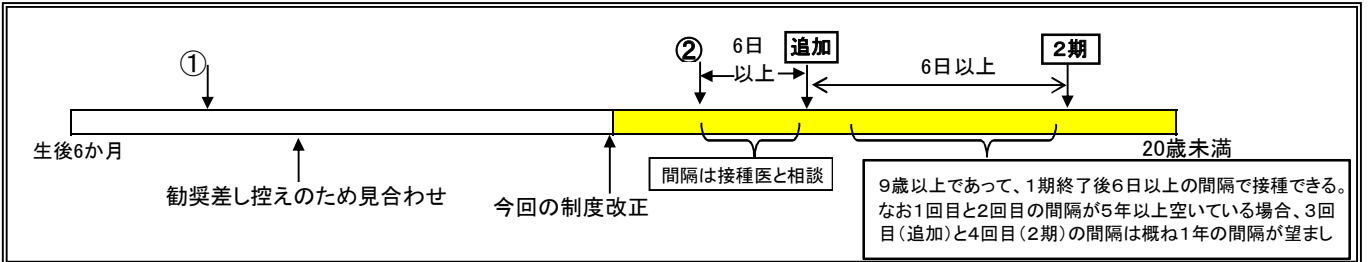 ①
②
6日
以上
追加
6日以上
2期
生後6か月
20歳未満
勧奨差し控えのため見合わせ
今回の制度改正
間隔は接種医と相談
9歳以上であって、1期終了後6日以上の間隔で接種できる。
なお1回目と2回目の間隔が5年以上空いている場合、3回
目(追加)と4回目(2期)の間隔は概ね1年の間隔が望まし